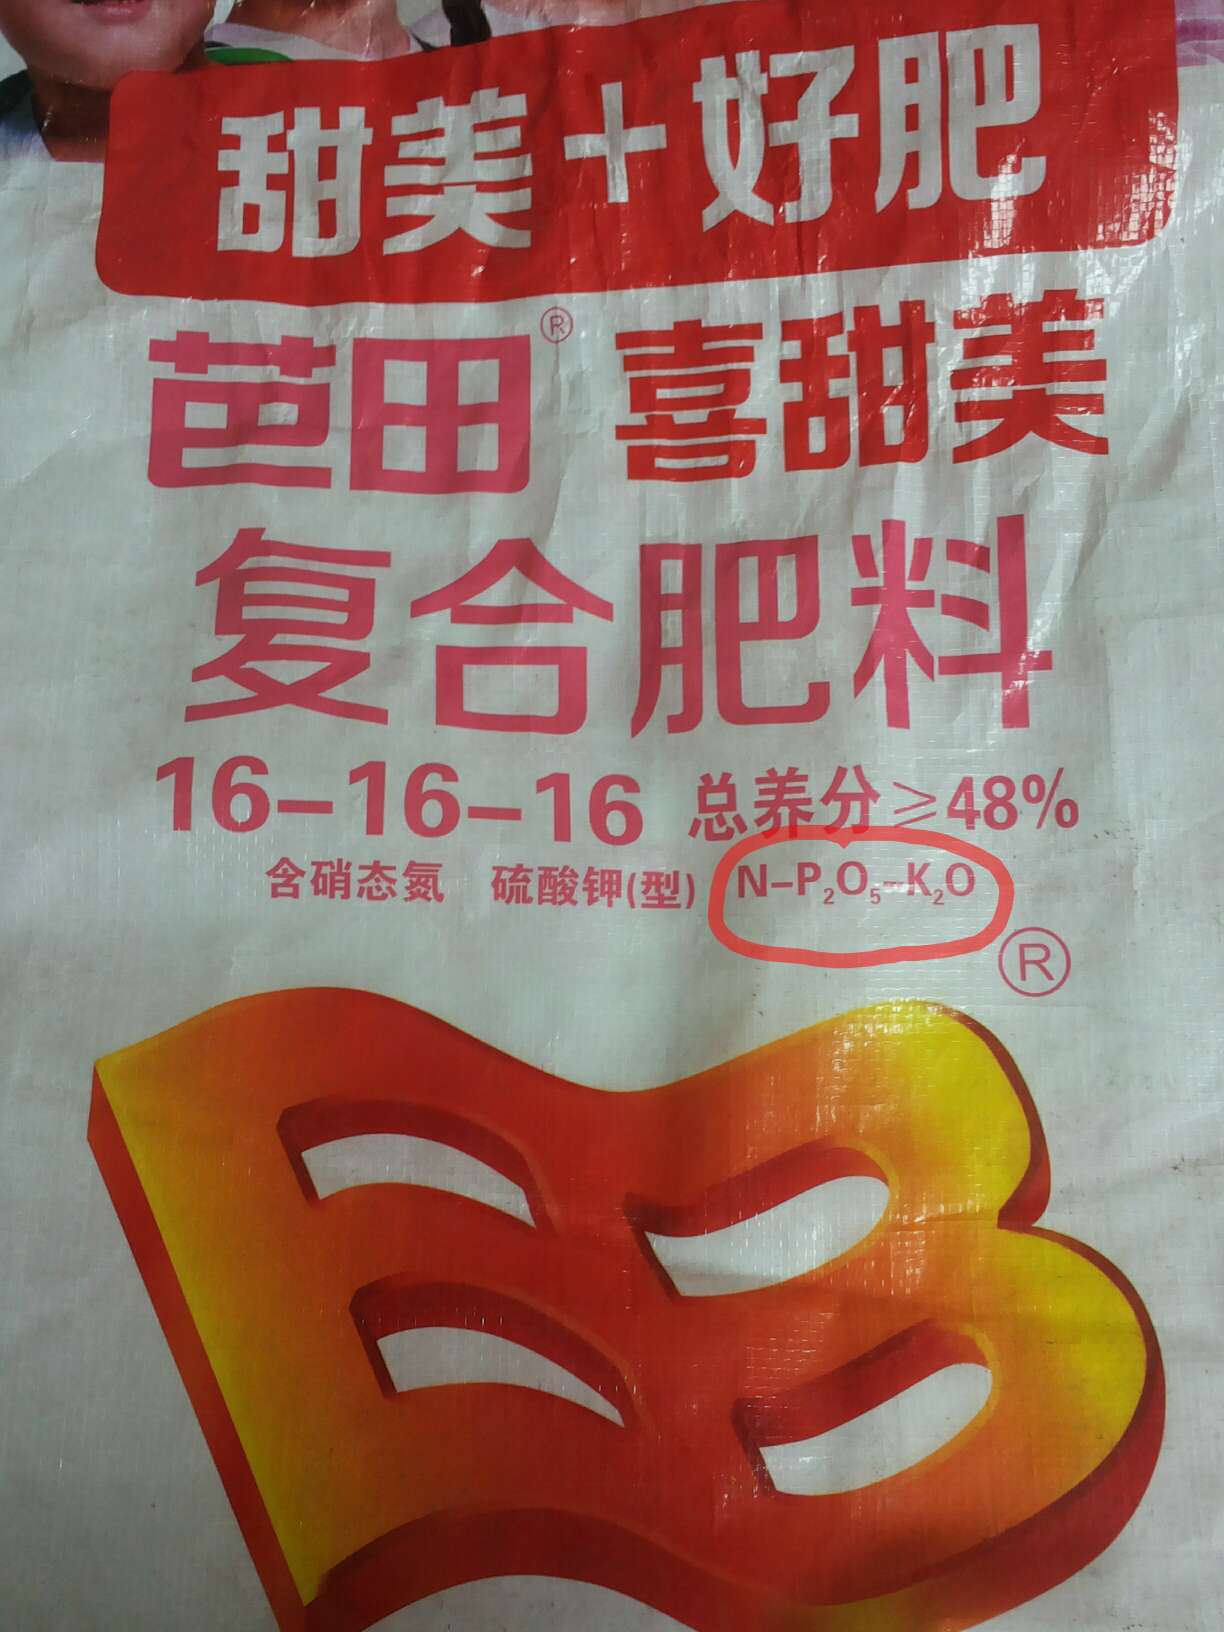 甜美+好肥
芭田® 喜甜美
复合肥料
16-16-16 总养分≥48%
含硝态氮 硫酸钾(型) N-P₂O₅-K₂O
®